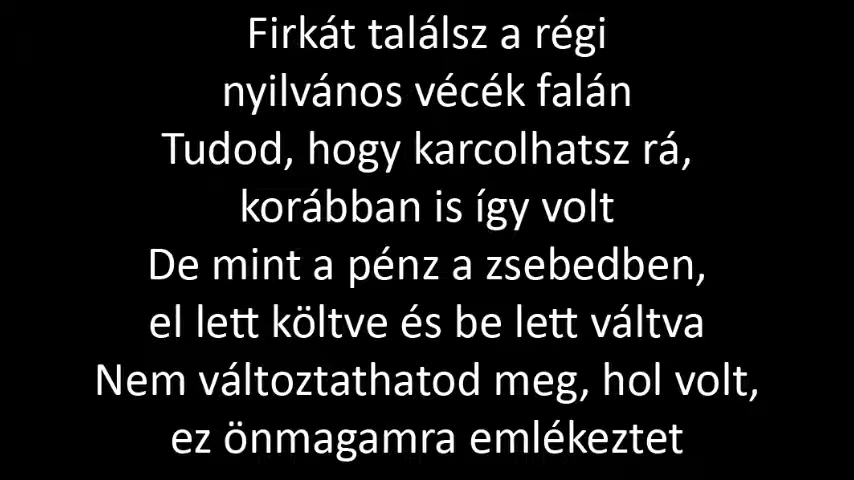 Firkát találsz a régi
nyilvános vécék falán
Tudod, hogy karcolhatsz rá,
korábban is így volt
De mint a pénz a zsebedben,
el lett költve és be lett váltva
Nem változtathatod meg, hol volt,
ez önmagamra emlékeztet